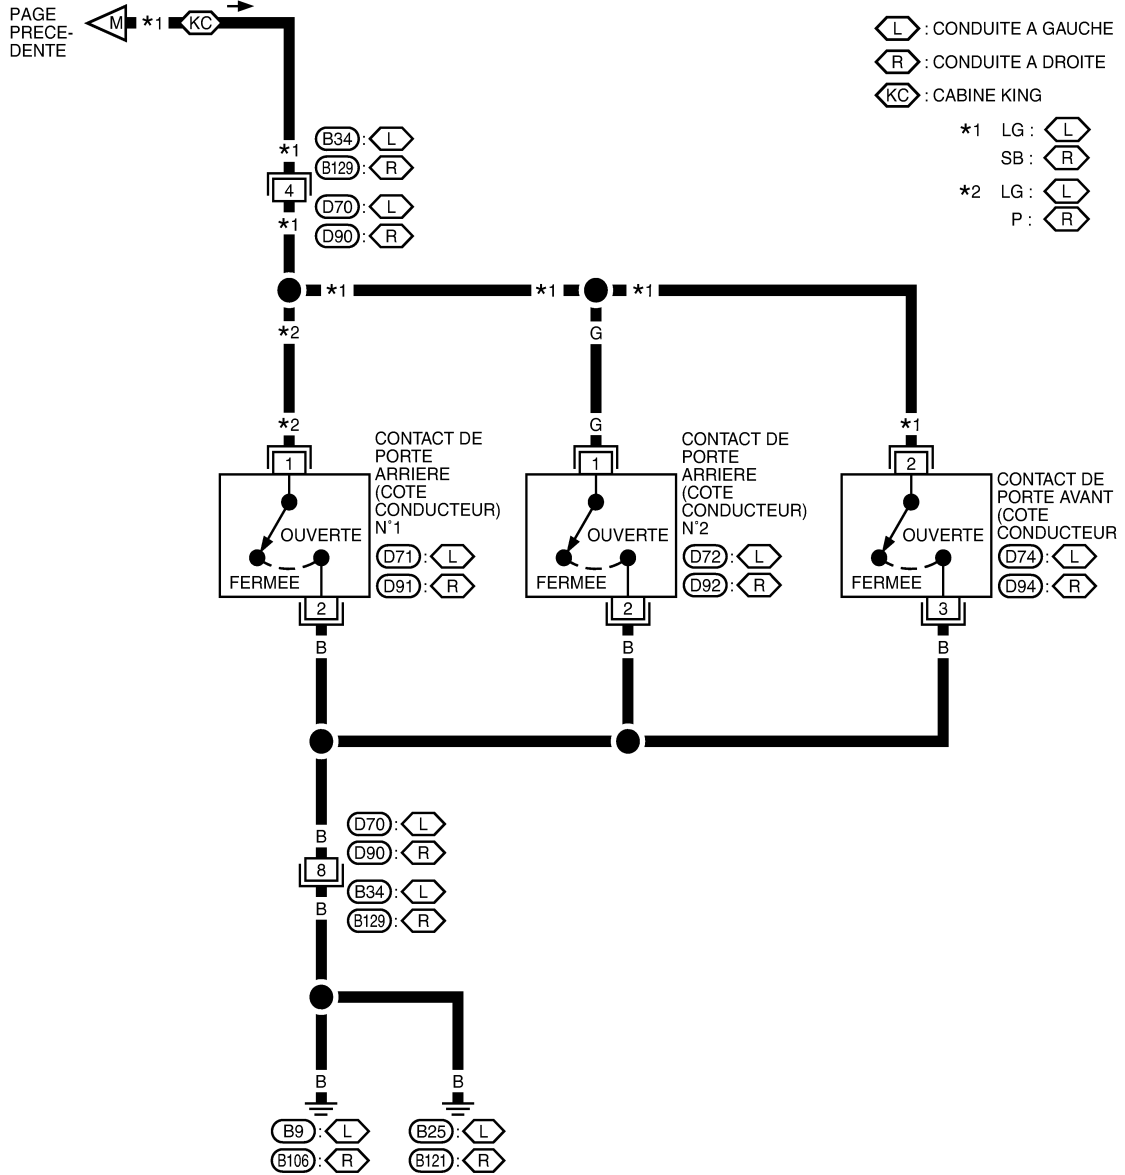 PAGE
PRECE-
DENTE
M
*1
KC
L : CONDUITE A GAUCHE
R : CONDUITE A DROITE
KC : CABINE KING
*1 LG : L
SB : R
*2 LG : L
P : R
*1
B34 : L
B129 : R
4
D70 : L
*1
D90 : R
*1
*1
*1
*2
G
*2
G
*1
1
CONTACT DE
PORTE
ARRIERE
(COTE
CONDUCTEUR)
N°1
OUVERTE
D71 : L
FERMEE
D91 : R
2
B
1
CONTACT DE
PORTE
ARRIERE
(COTE
CONDUCTEUR)
N°2
OUVERTE
D72 : L
FERMEE
D92 : R
2
B
2
CONTACT DE
PORTE AVANT
(COTE
CONDUCTEUR
OUVERTE
D74 : L
FERMEE
D94 : R
3
B
D70 : L
B
D90 : R
8
B34 : L
B
B129 : R
B
B
B9 : L
B106 : R
B25 : L
B121 : R